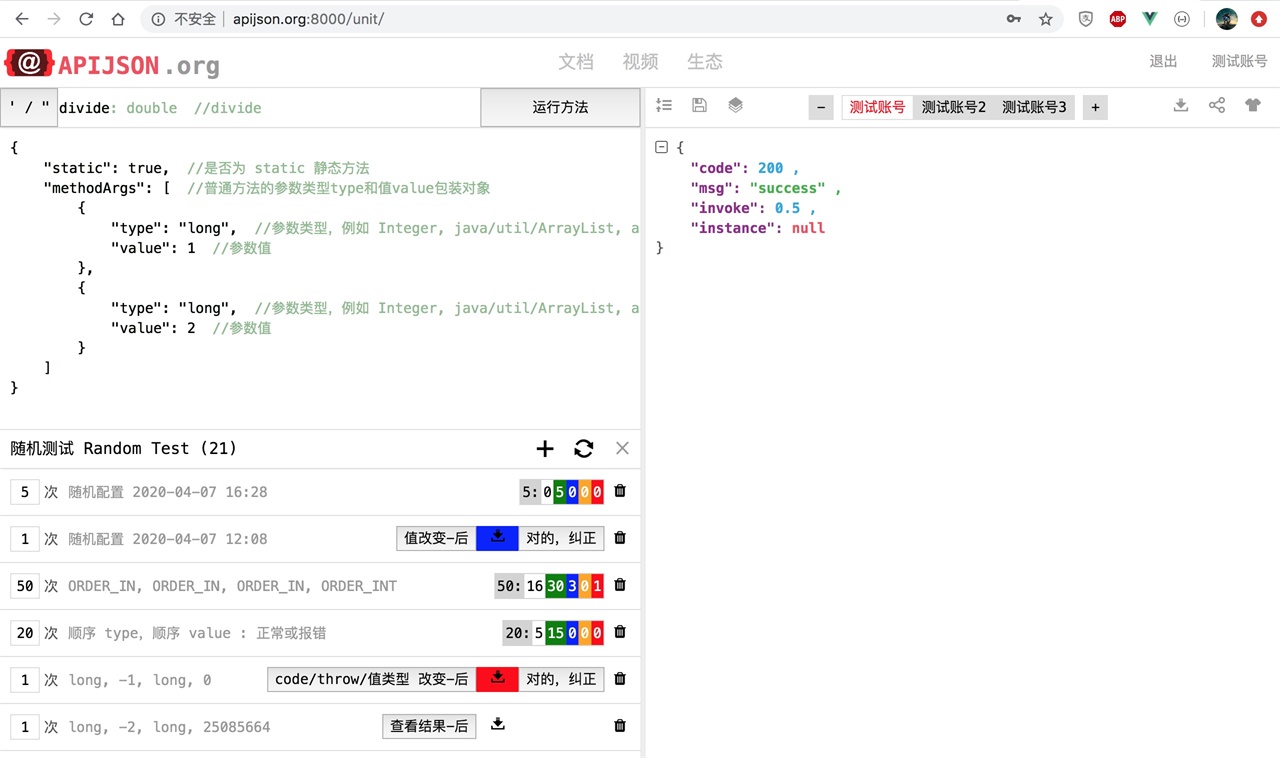 不安全 | apijson.org:8000/unit/
ABP
{@}APIJSON.org
文档 视频 生态
退出 测试账号
' / " divide: double //divide
运行方法
- 测试账号 测试账号2 测试账号3 +
{
"static": true, //是否为 static 静态方法
"methodArgs": [ //普通方法的参数类型type和值value包装对象
{
"type": "long", //参数类型，例如 Integer, java/util/ArrayList, a
"value": 1 //参数值
},
{
"type": "long", //参数类型，例如 Integer, java/util/ArrayList, a
"value": 2 //参数值
}
]
}
{
"code": 200 ,
"msg": "success" ,
"invoke": 0.5 ,
"instance": null
}
随机测试 Random Test (21)
5 次 随机配置 2020-04-07 16:28 5: 0 5 0 0 0
1 次 随机配置 2020-04-07 12:08 值改变-后 对的，纠正
50 次 ORDER_IN, ORDER_IN, ORDER_IN, ORDER_INT 50: 16 30 3 0 1
20 次 顺序 type，顺序 value : 正常或报错 20: 5 15 0 0 0
1 次 long, -1, long, 0 code/throw/值类型 改变-后 对的，纠正
1 次 long, -2, long, 25085664 查看结果-后